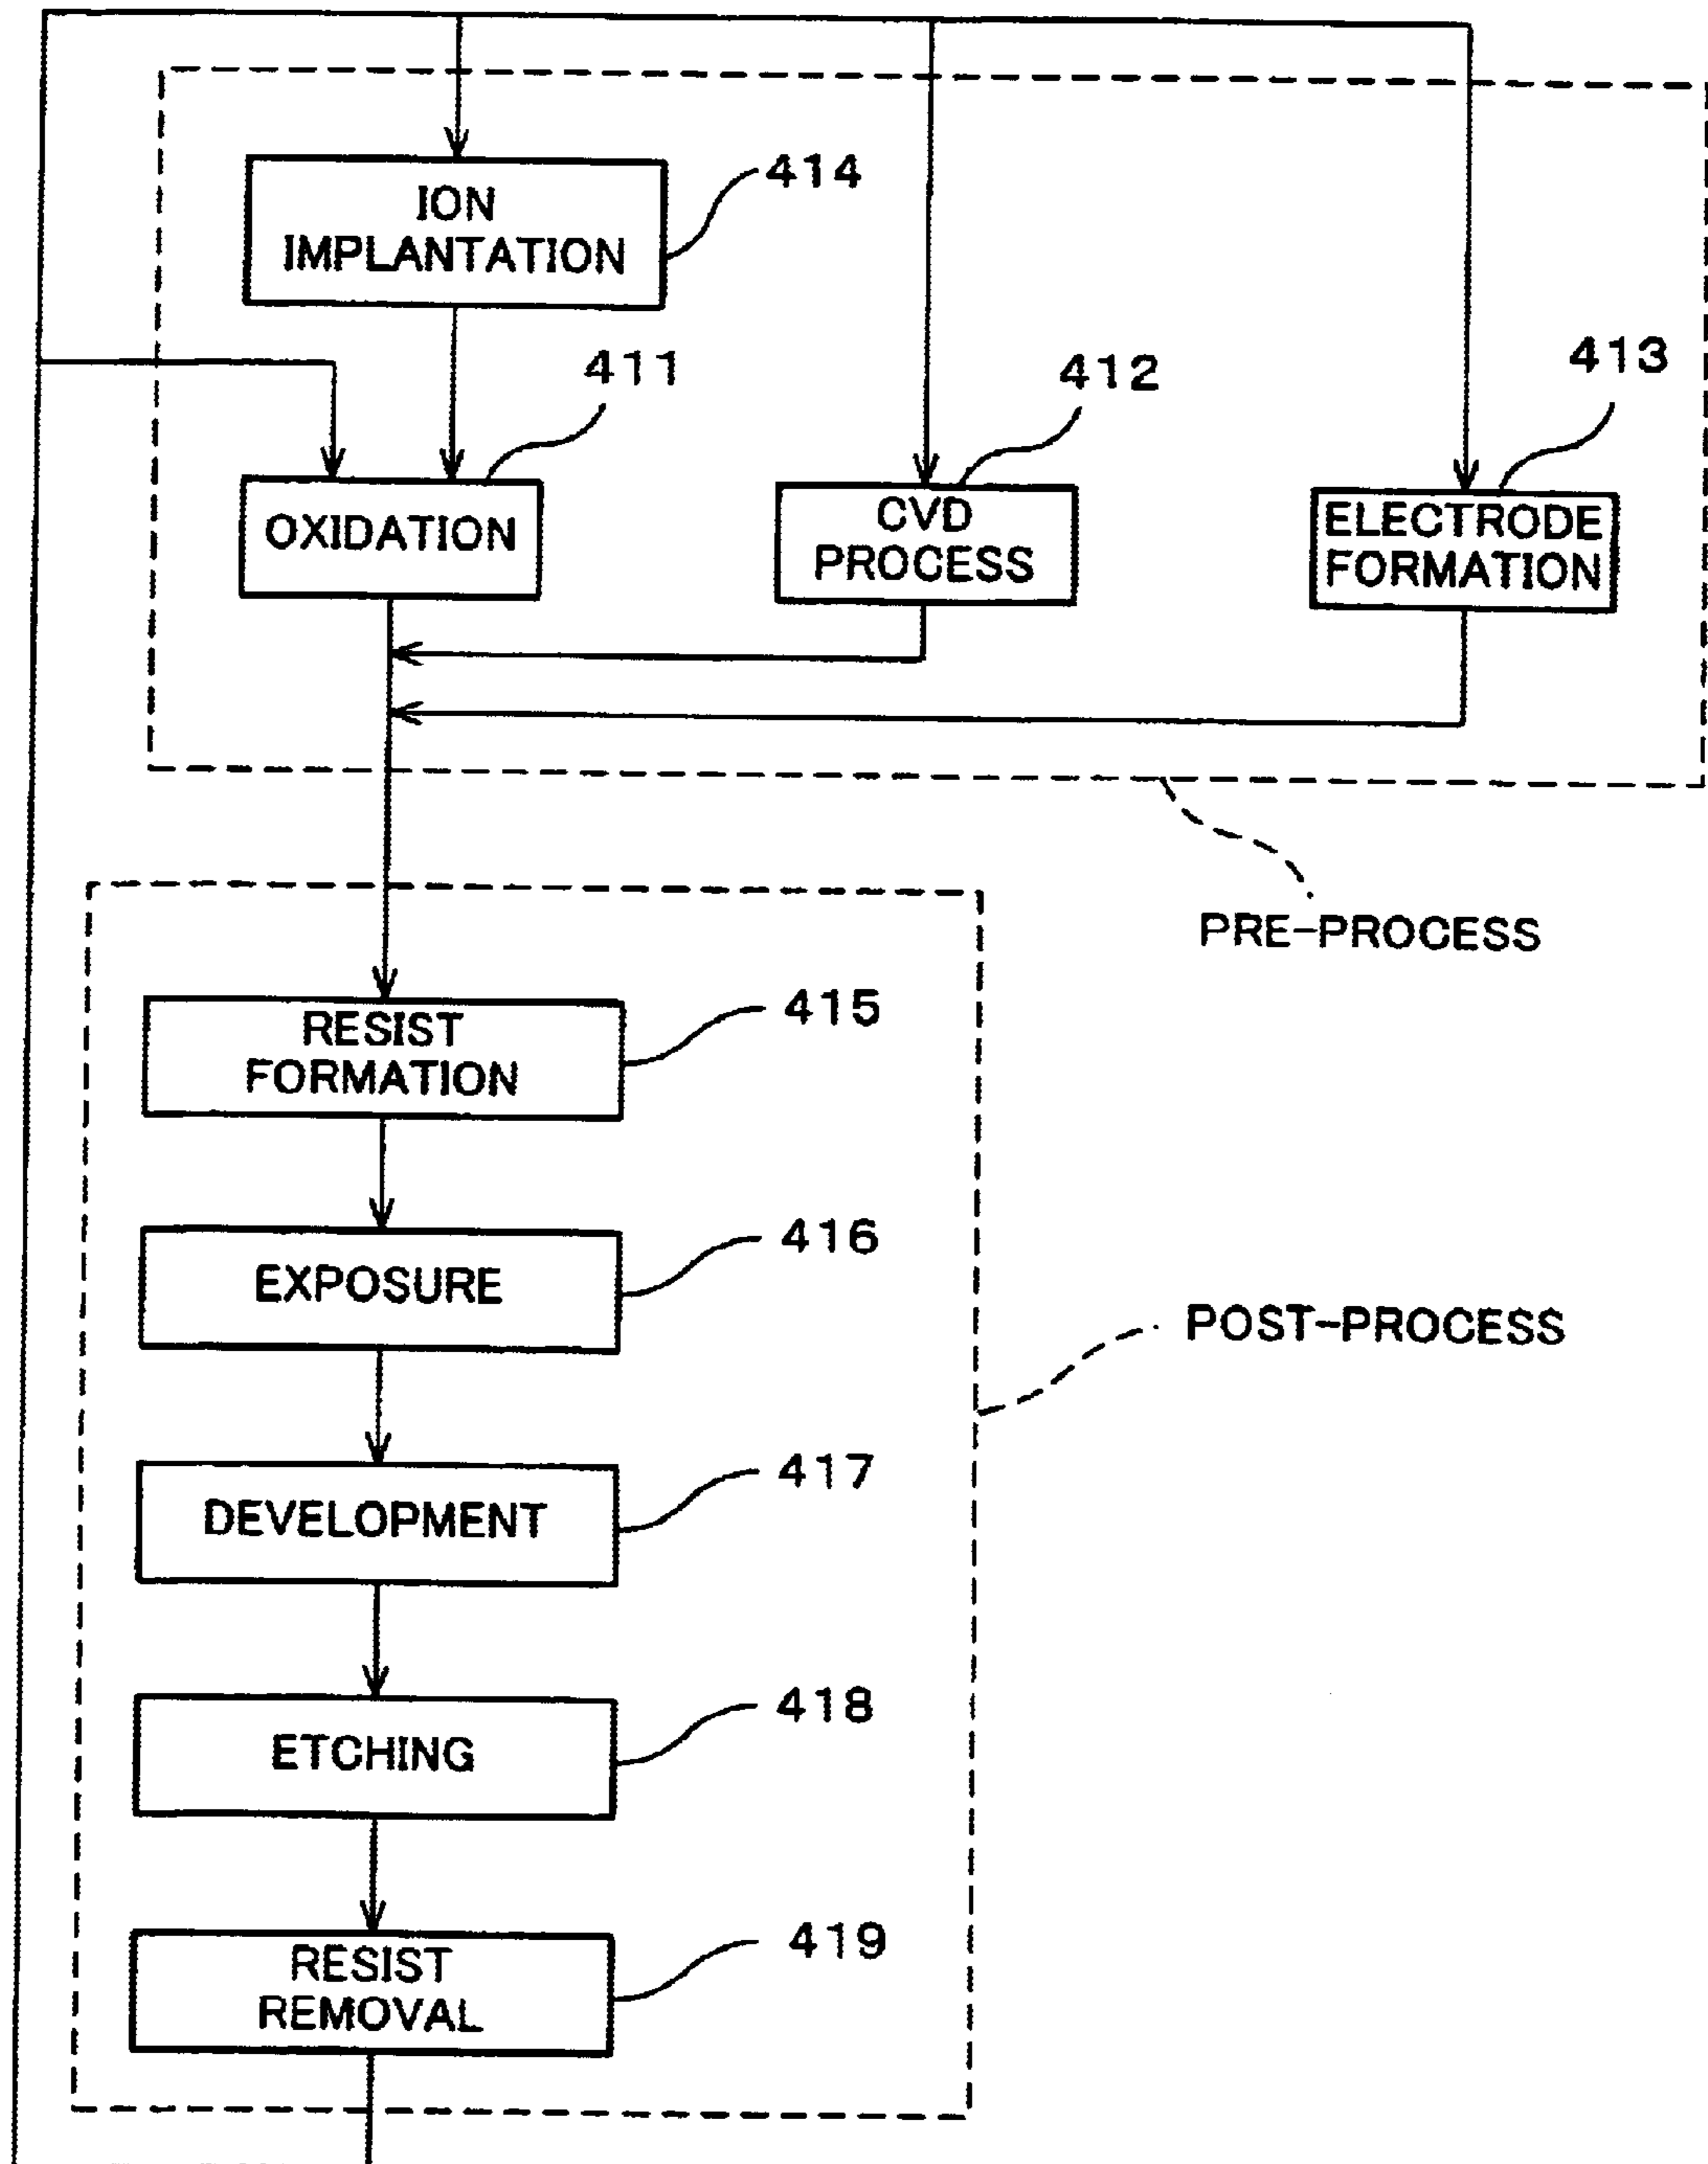 414
ION
IMPLANTATION
411
412
413
OXIDATION
CVD
PROCESS
ELECTRODE
FORMATION
PRE-PROCESS
415
RESIST
FORMATION
416
EXPOSURE
POST-PROCESS
417
DEVELOPMENT
418
ETCHING
419
RESIST
REMOVAL